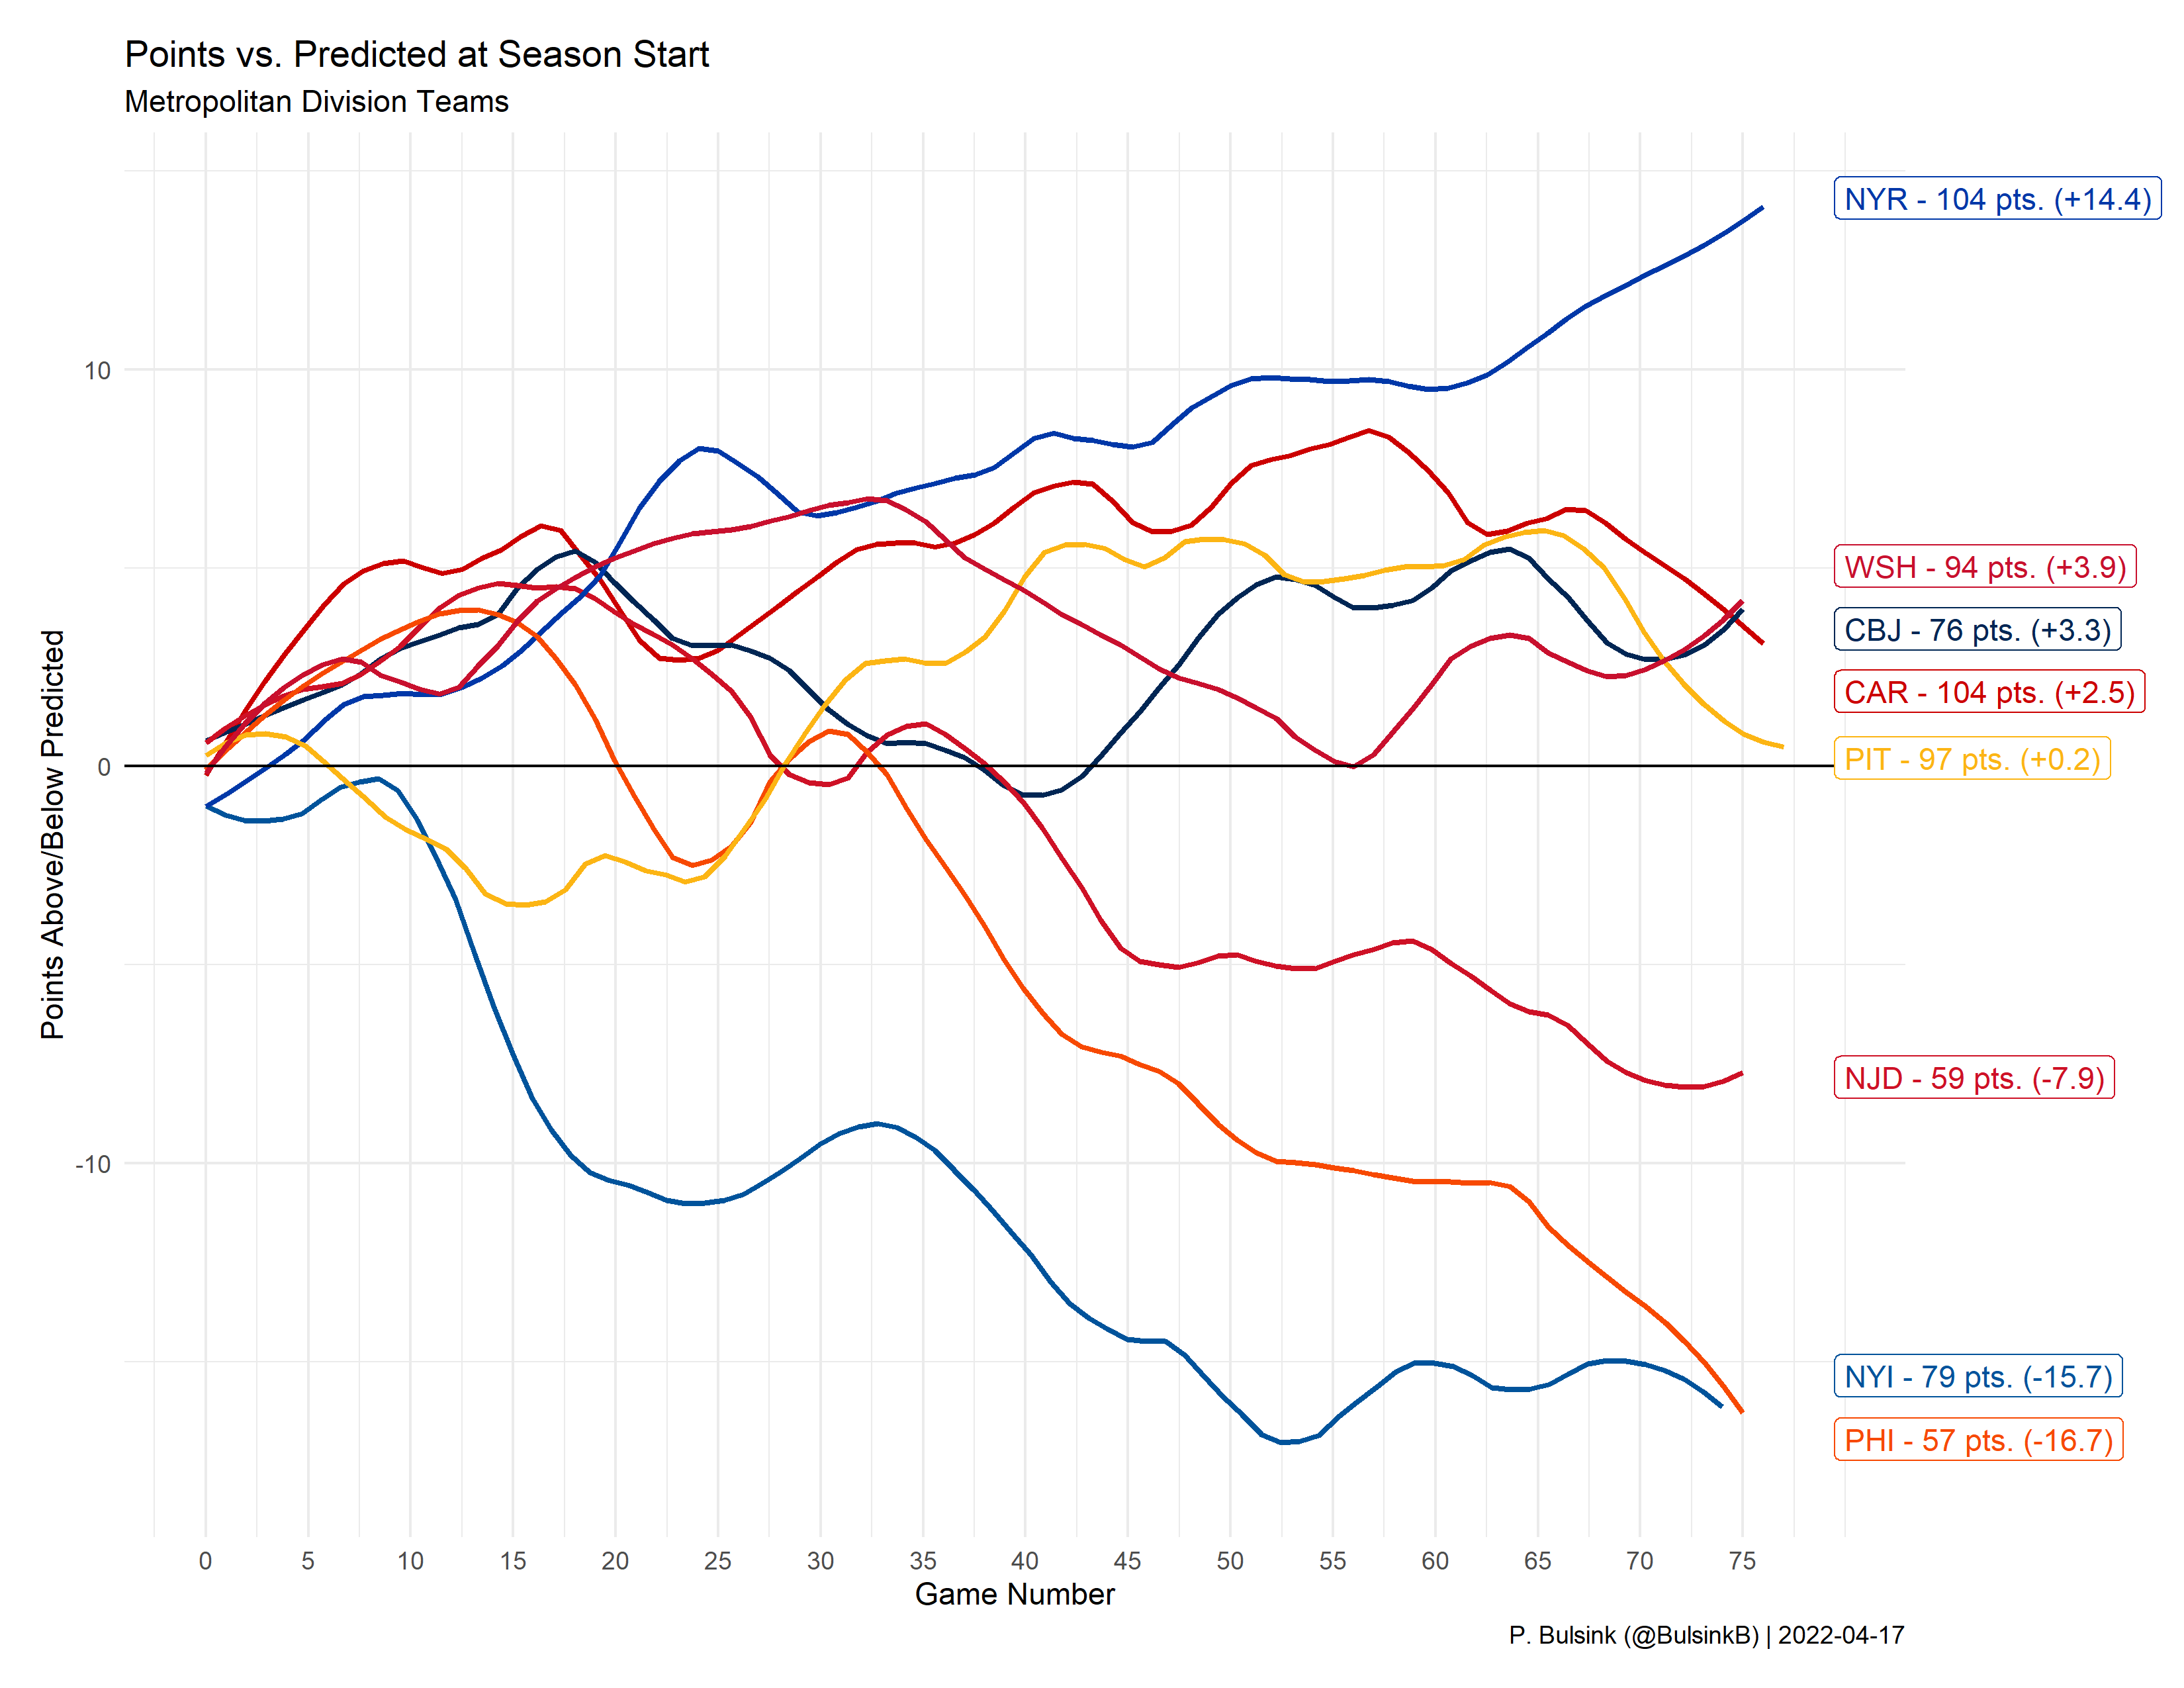 Points vs. Predicted at Season Start
Metropolitan Division Teams
Points Above/Below Predicted
10
0
-10
NYR - 104 pts. (+14.4)
WSH - 94 pts. (+3.9)
CBJ - 76 pts. (+3.3)
CAR - 104 pts. (+2.5)
PIT - 97 pts. (+0.2)
NJD - 59 pts. (-7.9)
NYI - 79 pts. (-15.7)
PHI - 57 pts. (-16.7)
0 5 10 15 20 25 30 35 40 45 50 55 60 65 70 75
Game Number
P. Bulsink (@BulsinkB) | 2022-04-17